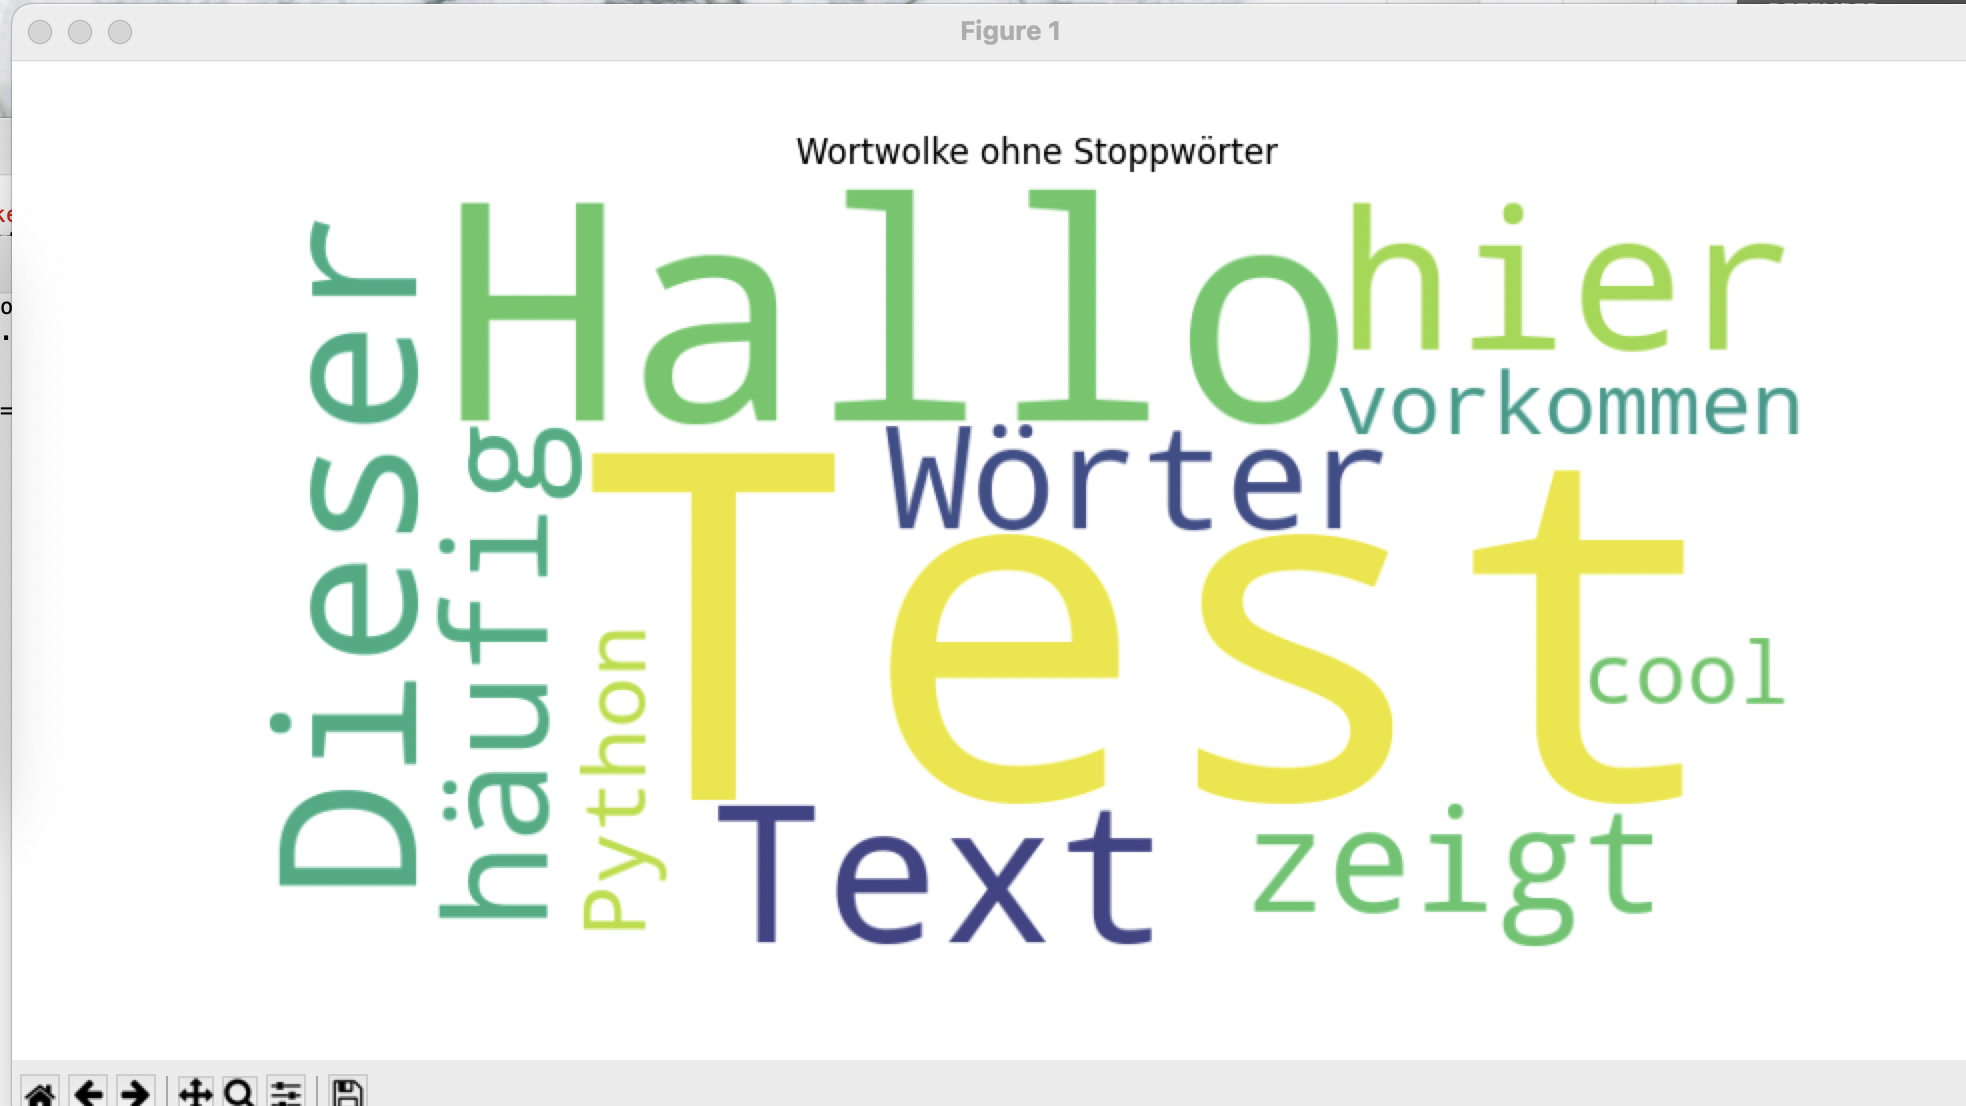 Figure 1
Wortwolke ohne Stoppwörter
Dieser
Hallo
hier
vorkommen
Wörter
häufig
Test
Python
cool
Text
zeigt